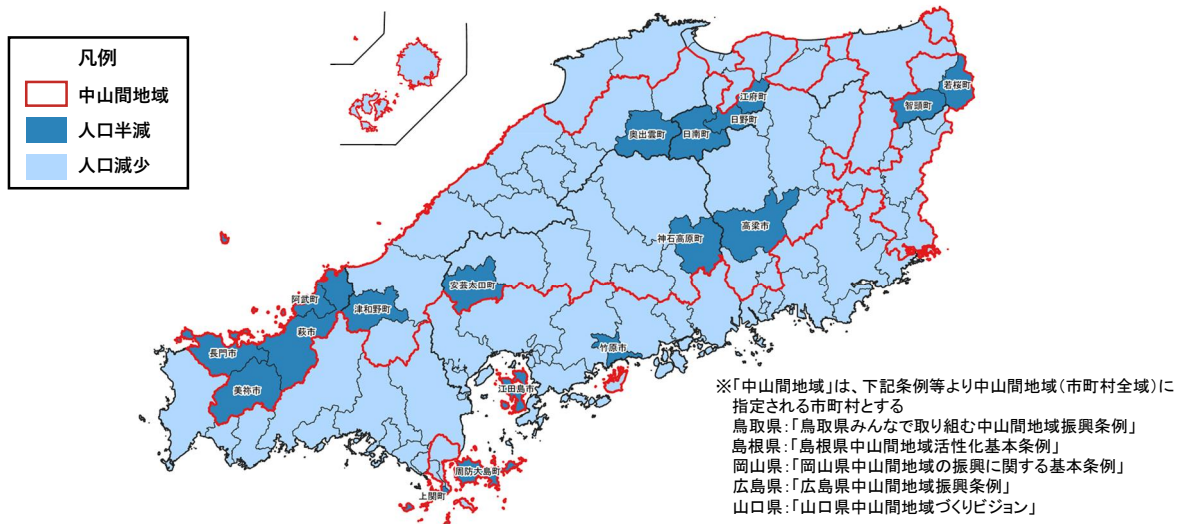 凡例
中山間地域
人口半減
人口減少
若桜町
智頭町
江府町
日野町
日南町
奥出雲町
高梁市
神石高原町
安芸太田町
津和野町
阿武町
萩市
長門市
美祢市
竹原市
江田島市
周防大島町
上関町
※「中山間地域」は、下記条例等より中山間地域(市町村全域)に
指定される市町村とする
鳥取県:「鳥取県みんなで取り組む中山間地域振興条例」
島根県:「島根県中山間地域活性化基本条例」
岡山県:「岡山県中山間地域の振興に関する基本条例」
広島県:「広島県中山間地域振興条例」
山口県:「山口県中山間地域づくりビジョン」